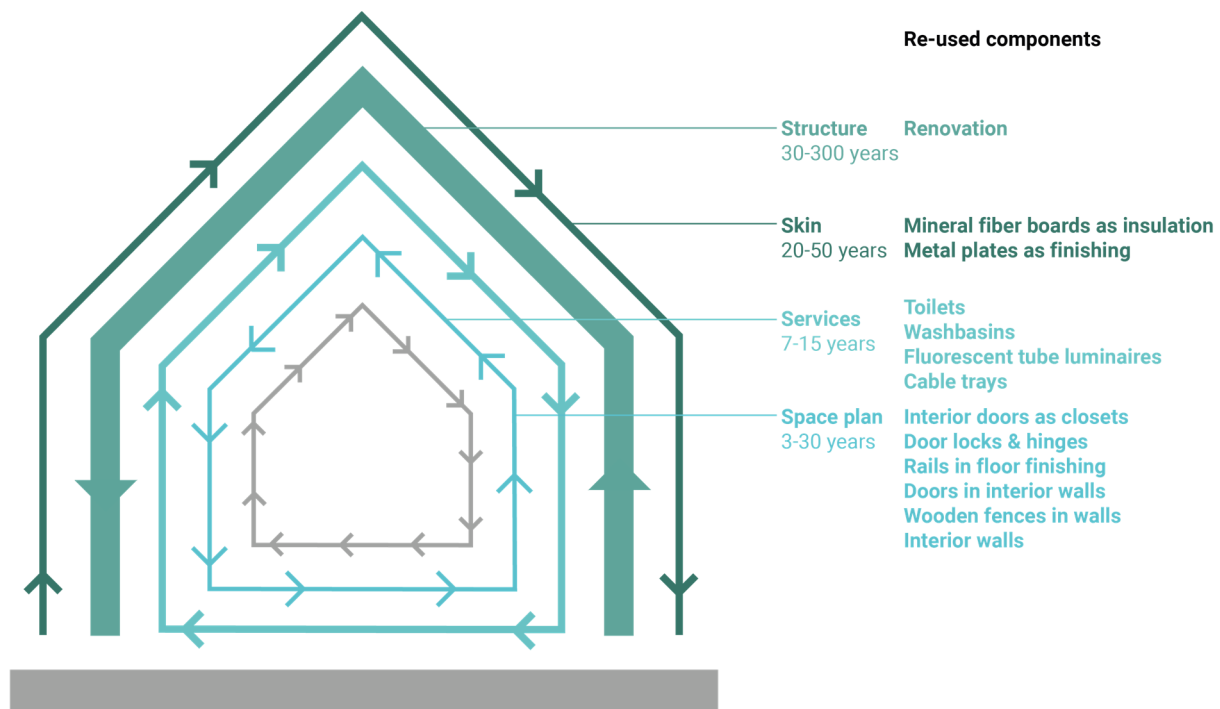 Re-used components
Structure Renovation
30-300 years
Skin Mineral fiber boards as insulation
20-50 years Metal plates as finishing
Toilets
Services Washbasins
7-15 years Fluorescent tube luminaires
Cable trays
Space plan Interior doors as closets
3-30 years Door locks & hinges
Rails in floor finishing
Doors in interior walls
Wooden fences in walls
Interior walls